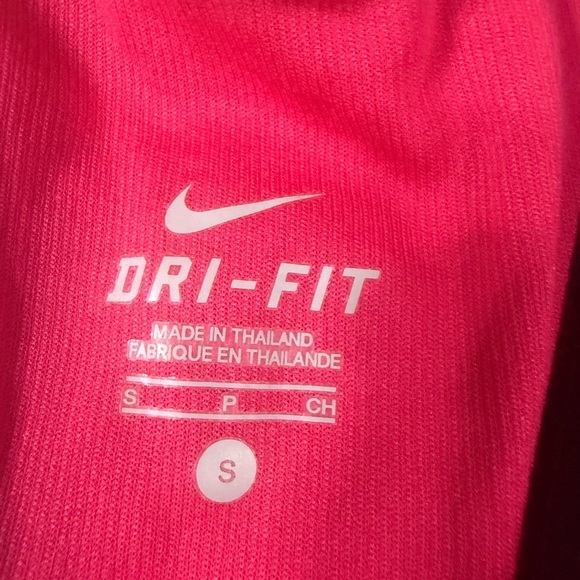 DRI-FIT
MADE IN THAILAND
FABRIQUE EN THAILANDE
S P CH
S